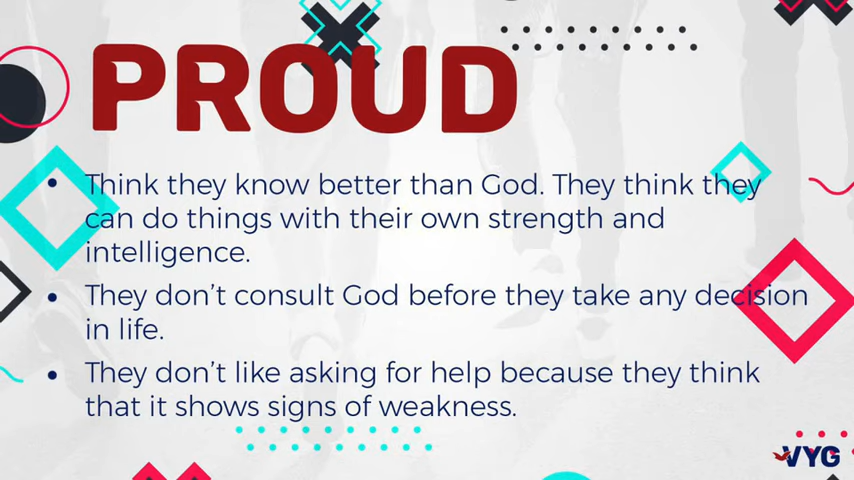 PROUD
• Think they know better than God. They think they
can do things with their own strength and
intelligence.
• They don't consult God before they take any decision
in life.
• They don't like asking for help because they think
that it shows signs of weakness.
VYG